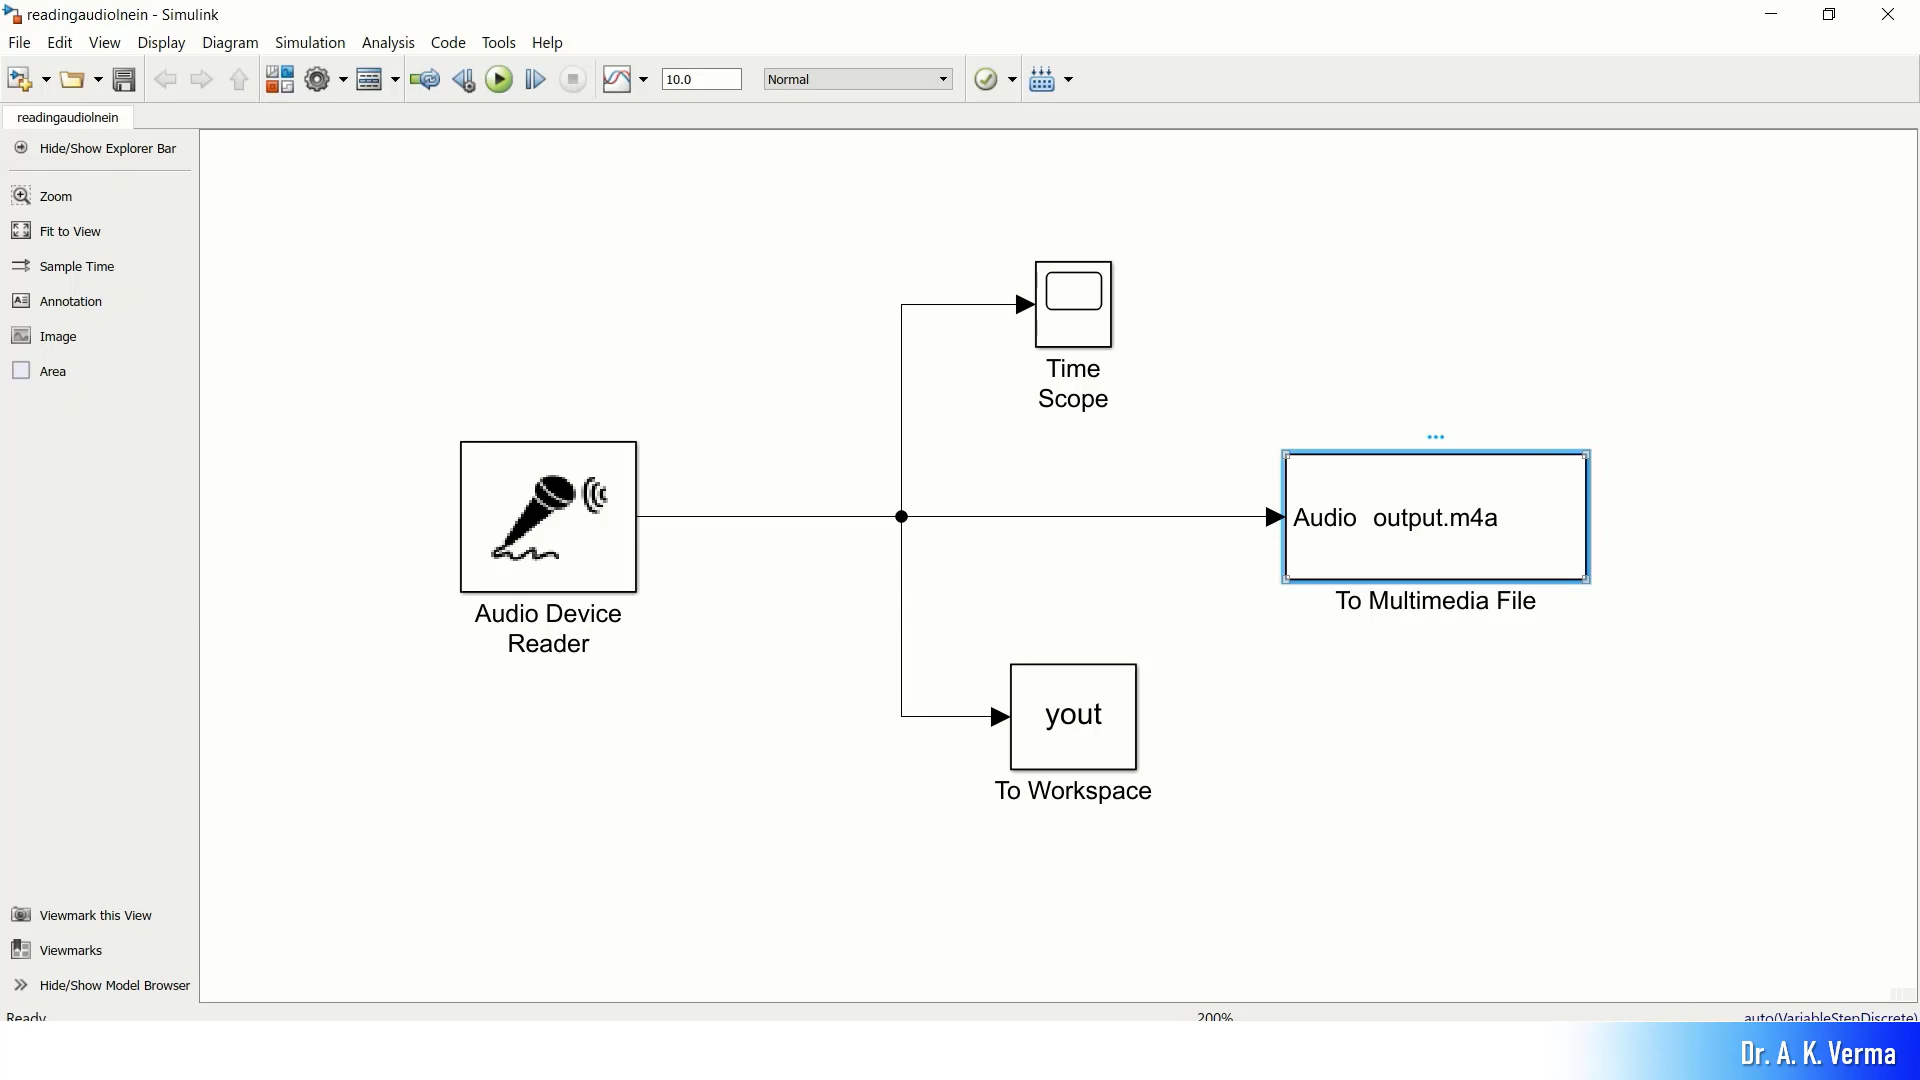 readingaudiolnein - Simulink
File Edit View Display Diagram Simulation Analysis Code Tools Help
10.0 Normal
readingaudiolnein
Hide/Show Explorer Bar
Zoom
Fit to View
Sample Time
Annotation
Image
Area
Time
Scope
Audio output.m4a
To Multimedia File
Audio Device
Reader
yout
To Workspace
Viewmark this View
Viewmarks
Hide/Show Model Browser
Ready 200% auto(VariableStepDiscrete)
Dr. A. K. Verma